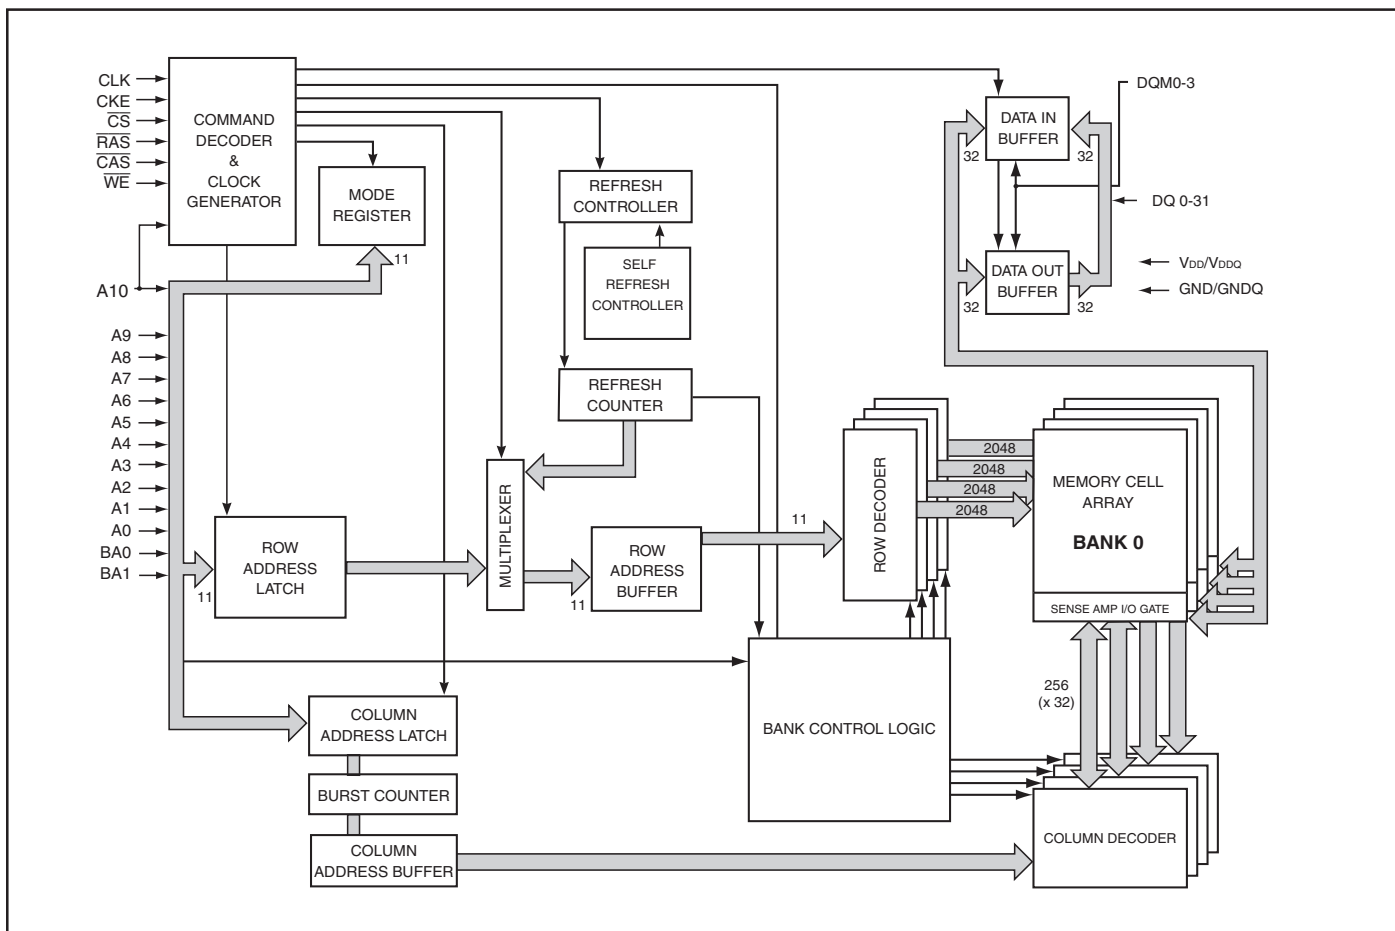 CLK
CKE
CS
RAS
CAS
WE
A10
A9
A8
A7
A6
A5
A4
A3
A2
A1
A0
BA0
BA1
COMMAND
DECODER
&
CLOCK
GENERATOR
MODE
REGISTER
11
REFRESH
CONTROLLER
SELF
REFRESH
CONTROLLER
REFRESH
COUNTER
DATA IN
BUFFER
32
32
DQM0-3
DQ 0-31
DATA OUT
BUFFER
32
32
VDD/VDDQ
GND/GNDQ
11
ROW
ADDRESS
LATCH
MULTIPLEXER
11
ROW
ADDRESS
BUFFER
11
ROW DECODER
2048
2048
2048
2048
MEMORY CELL
ARRAY
BANK 0
SENSE AMP I/O GATE
256
(x 32)
BANK CONTROL LOGIC
COLUMN
ADDRESS LATCH
BURST COUNTER
COLUMN
ADDRESS BUFFER
COLUMN DECODER